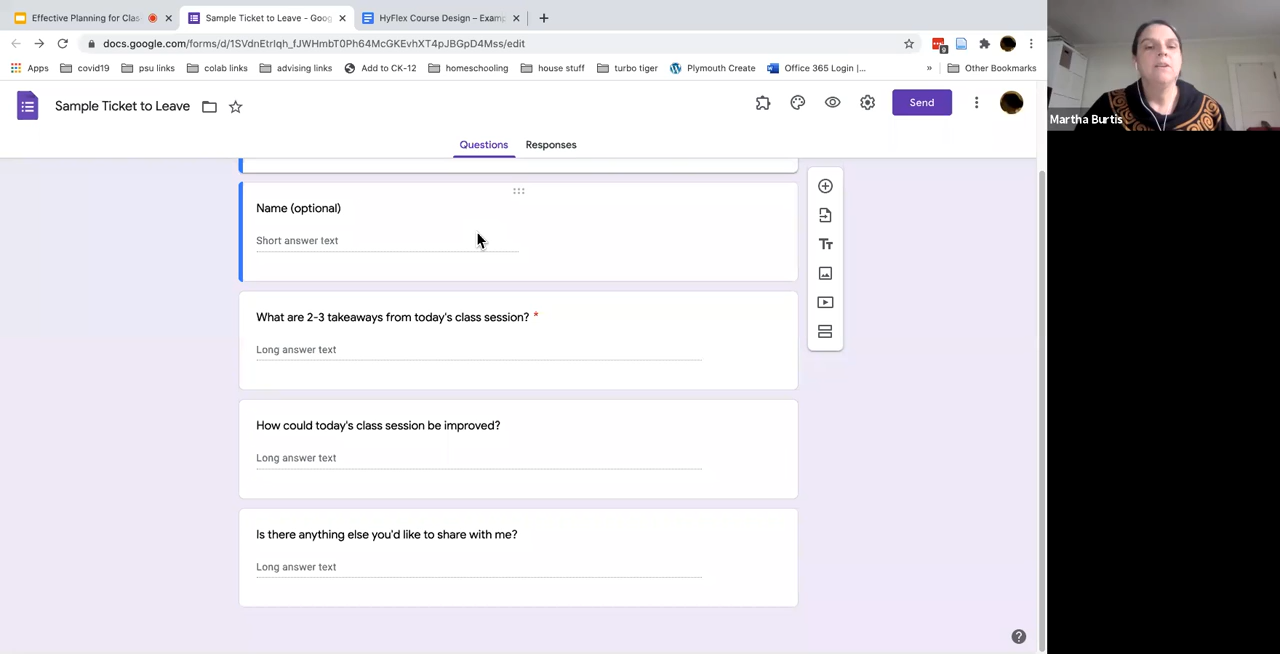 Effective Planning for Clas
Sample Ticket to Leave - Goog
HyFlex Course Design – Examp
docs.google.com/forms/d/1SVdnEtrIqh_fJWHmbT0Ph64McGKEvhXT4pJBGpD4Mss/edit
9
Apps covid19 psu links colab links advising links Add to CK-12 homeschooling house stuff turbo tiger Plymouth Create Office 365 Login |... » Other Bookmarks
Sample Ticket to Leave
Send
Questions Responses
Name (optional)
Short answer text
What are 2-3 takeaways from today's class session? *
Long answer text
How could today's class session be improved?
Long answer text
Is there anything else you'd like to share with me?
Long answer text
Martha Burtis